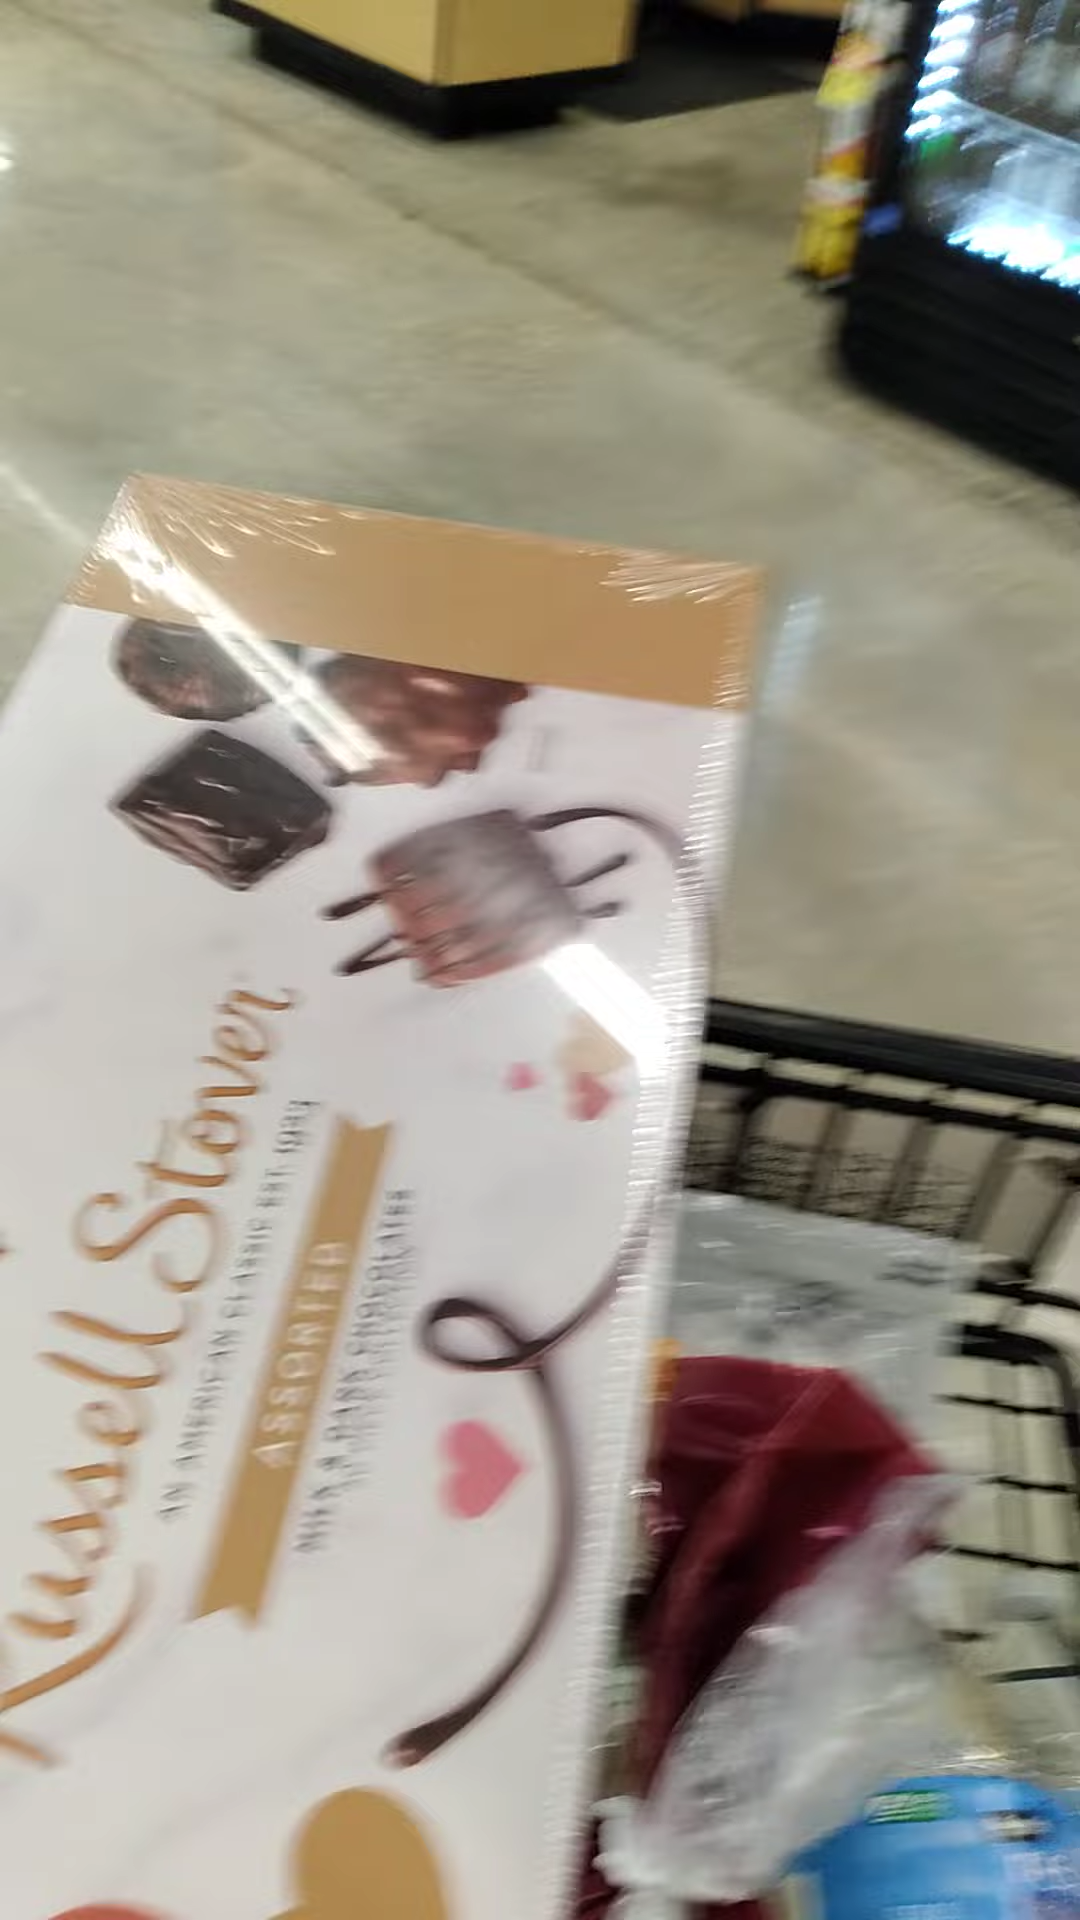 Russell Stover
AN AMERICAN CLASSIC EST. 1923
ASSORTED
MILK & DARK CHOCOLATES